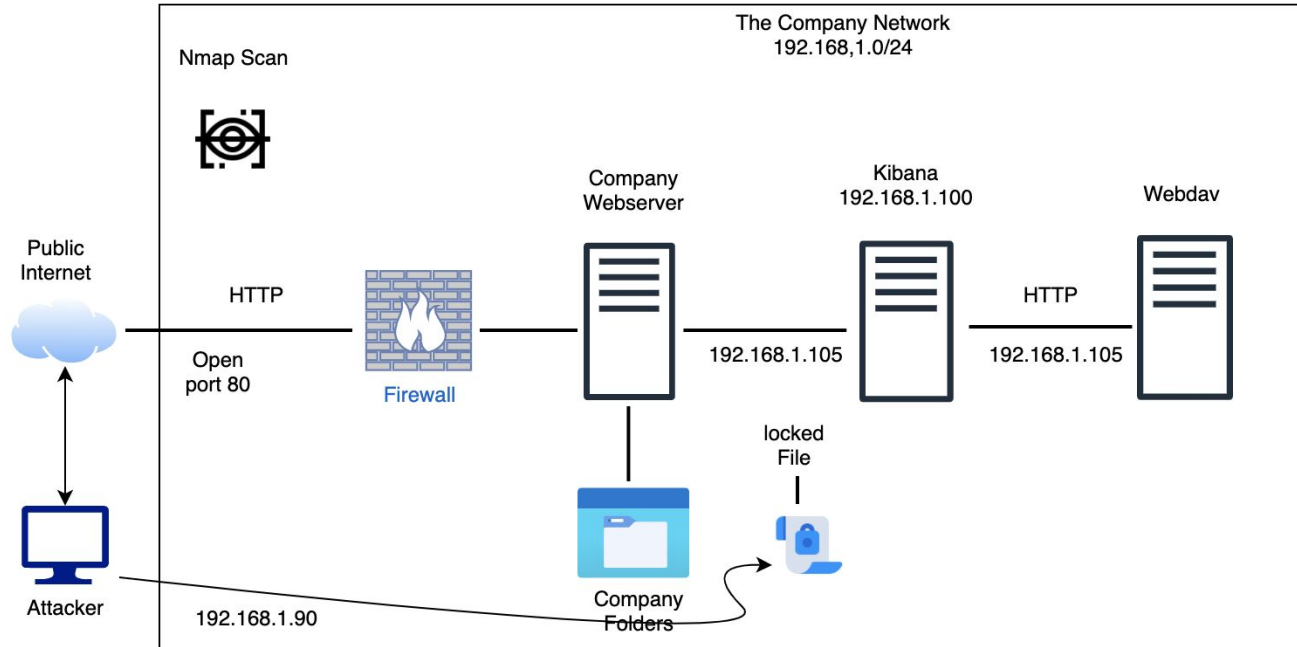 The Company Network
192.168,1.0/24
Nmap Scan
Company
Webserver
Kibana
192.168.1.100
Webdav
Public
Internet
HTTP
HTTP
Open
port 80
Firewall
192.168.1.105
192.168.1.105
locked
File
Attacker
192.168.1.90
Company
Folders